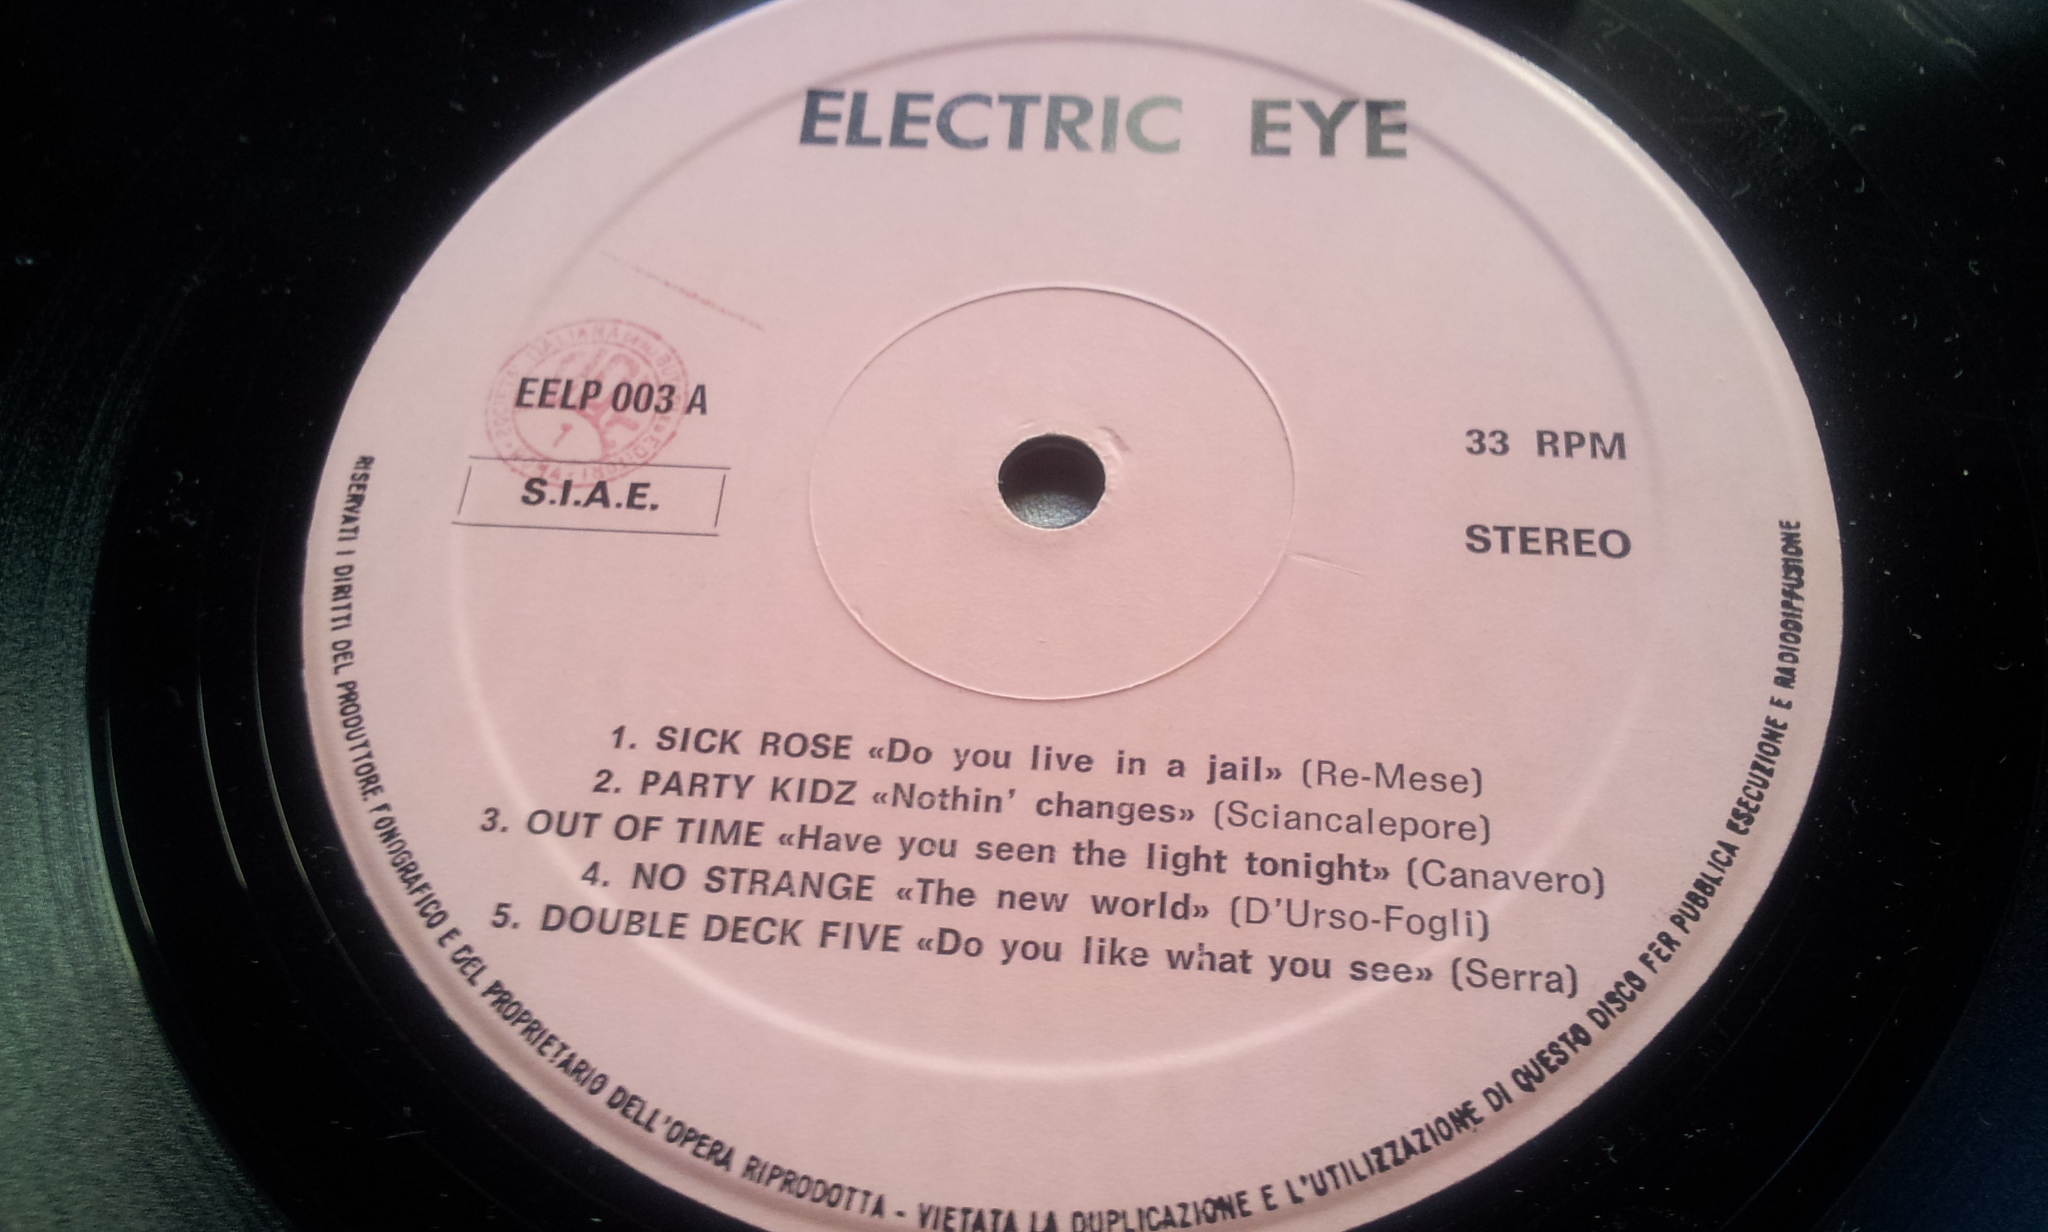 ELECTRIC EYE
EELP 003 A
S.I.A.E.
33 RPM
STEREO
1. SICK ROSE «Do you live in a jail» (Re-Mese)
2. PARTY KIDZ «Nothin' changes» (Sciancalepore)
3. OUT OF TIME «Have you seen the light tonight» (Canavero)
4. NO STRANGE «The new world» (D'Urso-Fogli)
5. DOUBLE DECK FIVE «Do you like what you see» (Serra)
RISERVATI I DIRITTI DEL PRODUTTORE FONOGRAFICO E DEL PROPRIETARIO DELL'OPERA RIPRODOTTA - VIETATA LA DUPLICAZIONE E L'UTILIZZAZIONE DI QUESTO DISCO PER PUBBLICA ESECUZIONE E RADIODIFFUSIONE